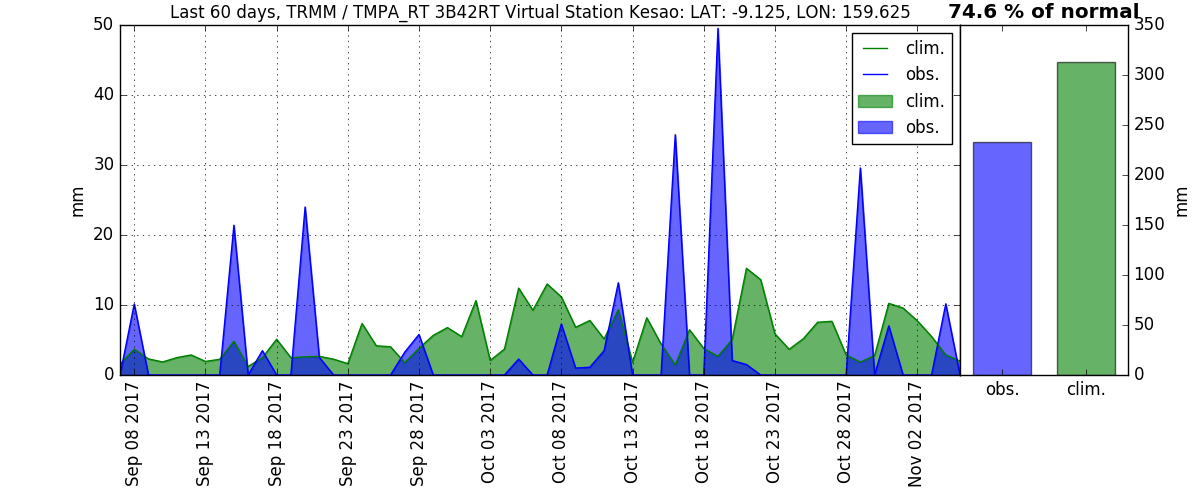 Last 60 days, TRMM / TMPA_RT 3B42RT Virtual Station Kesao: LAT: -9.125, LON: 159.625
74.6 % of normal
50
40
30
20
10
0
mm
clim.
obs.
clim.
obs.
350
300
250
200
150
100
50
0
mm
Sep 08 2017
Sep 13 2017
Sep 18 2017
Sep 23 2017
Sep 28 2017
Oct 03 2017
Oct 08 2017
Oct 13 2017
Oct 18 2017
Oct 23 2017
Oct 28 2017
Nov 02 2017
obs.
clim.